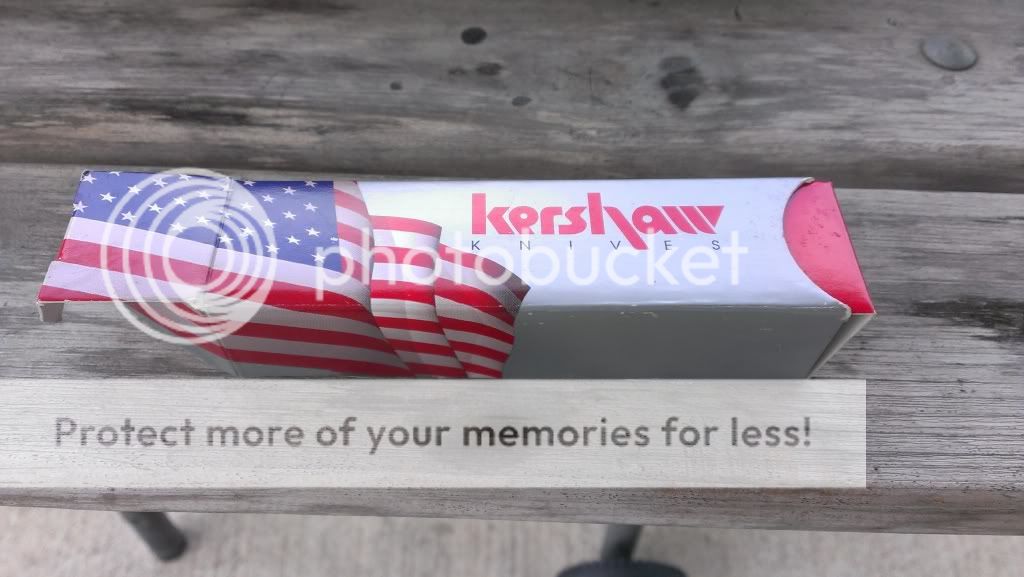 kershaw
KNIVES
photobucket
Protect more of your memories for less!